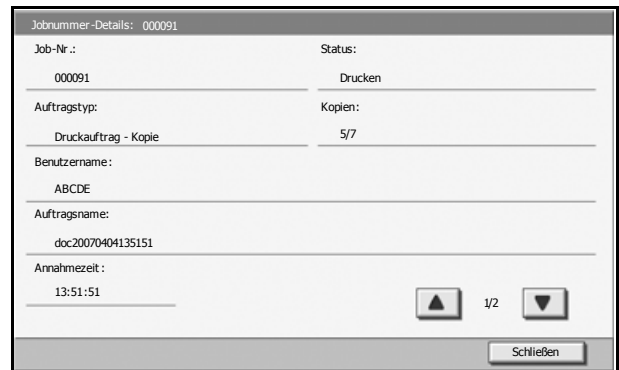 Jobnummer-Details: 000091
Job-Nr.:
000091
Status:
Drucken
Auftragstyp:
Druckauftrag - Kopie
Kopien:
5/7
Benutzername:
ABCDE
Auftragsname:
doc20070404135151
Annahmezeit:
13:51:51
1/2
Schließen